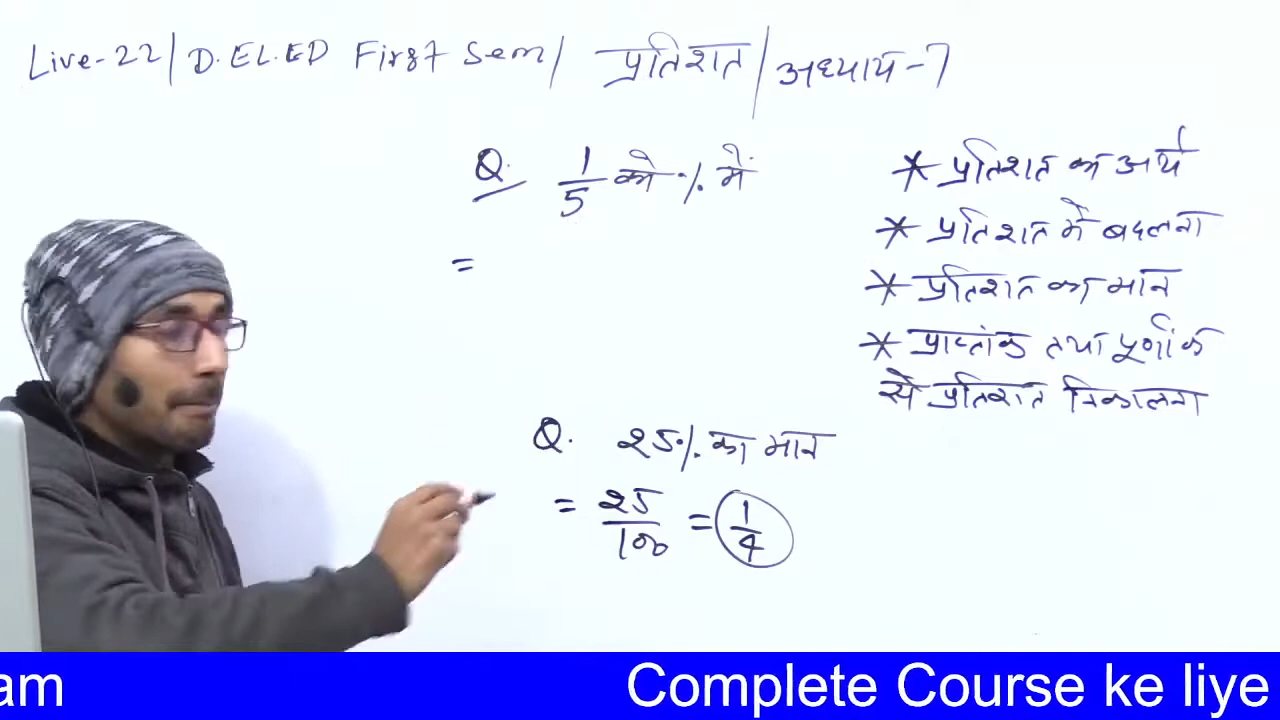 Live-22 / D.EL.ED First Sem / प्रतिशत / अध्याय-7
Q. 1/5 को % में
=
Q. 25% का मान
= 25/100 = 1/4
* प्रतिशत का अर्थ
* प्रतिशत में बदलना
* प्रतिशत का मान
* प्राप्तांक तथा पूर्णांक
से प्रतिशत निकालना
am Complete Course ke liye